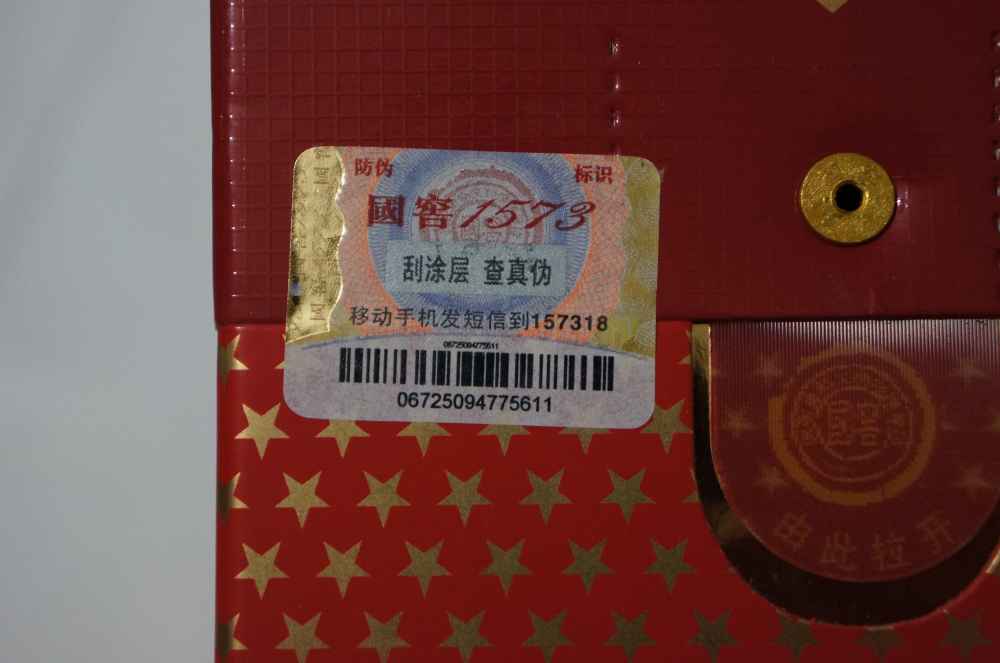 防伪 标识
國窖1573
刮涂层 查真伪
移动手机发短信到157318
06725094775611
06725094775611
由此拉开